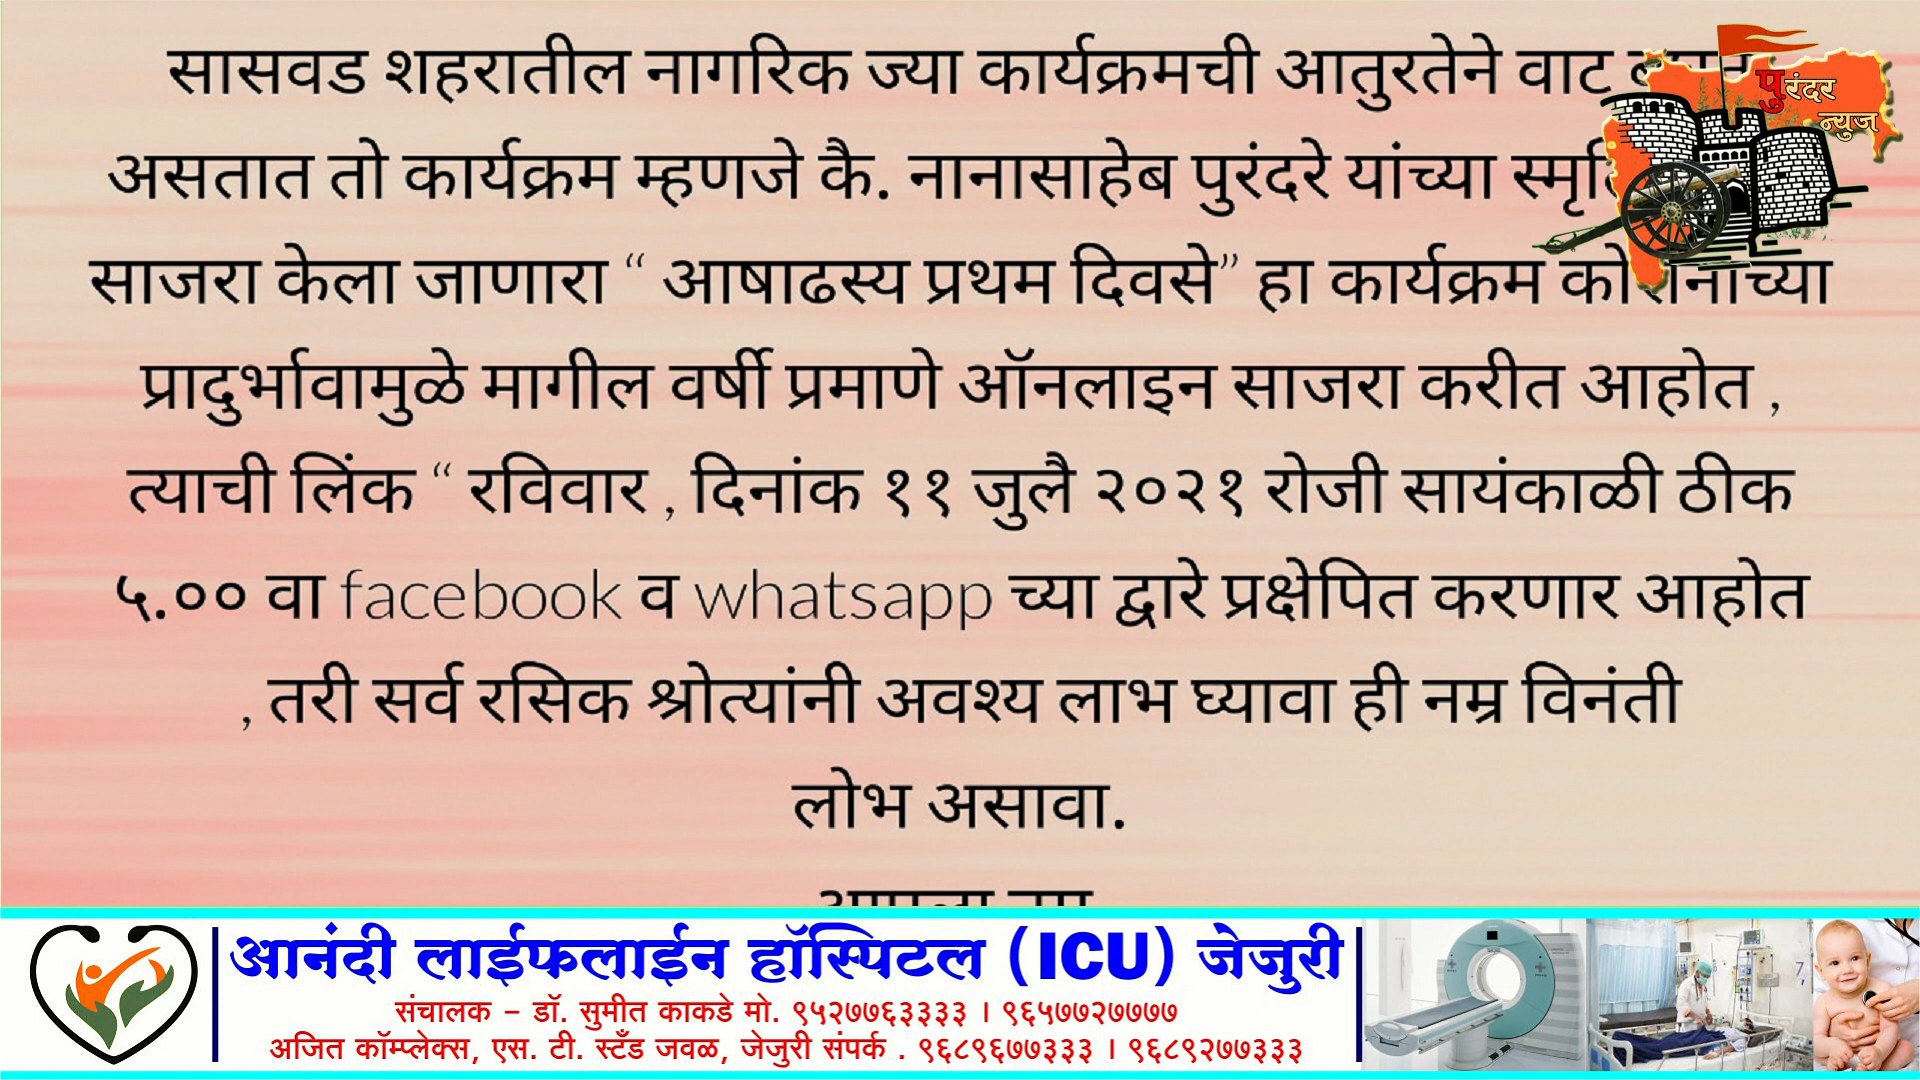 सासवड शहरातील नागरिक ज्या कार्यक्रमची आतुरतेने वाट
असतात तो कार्यक्रम म्हणजे कै. नानासाहेब पुरंदरे यांच्या
साजरा केला जाणारा “ आषाढस्य प्रथम दिवसे” हा कार्यक्रम कोरोनाच्या
प्रादुर्भावामुळे मागील वर्षी प्रमाणे ऑनलाइन साजरा करीत आहोत ,
त्याची लिंक “ रविवार , दिनांक ११ जुलै २०२१ रोजी सायंकाळी ठीक
५.०० वा facebook व whatsapp च्या द्वारे प्रक्षेपित करणार आहोत
, तरी सर्व रसिक श्रोत्यांनी अवश्य लाभ घ्यावा ही नम्र विनंती
लोभ असावा.
पुरंदर
न्युज
आनंदी लाईफलाईन हॉस्पिटल (ICU) जेजुरी
संचालक – डॉ. सुमीत काकडे मो. ९५२७७६३३३३ । ९६५७७२७७७७
अजित कॉम्प्लेक्स, एस. टी. स्टँड जवळ, जेजुरी संपर्क . ९६८९६७७३३३ । ९६८९२७७३३३